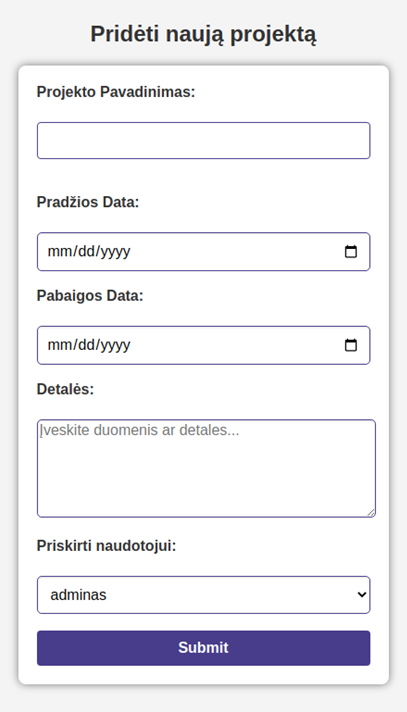 Pridėti naują projektą
Projekto Pavadinimas:
Pradžios Data:
mm/dd/yyyy
Pabaigos Data:
mm/dd/yyyy
Detalės:
Įveskite duomenis ar detales...
Priskirti naudotojui:
adminas
Submit